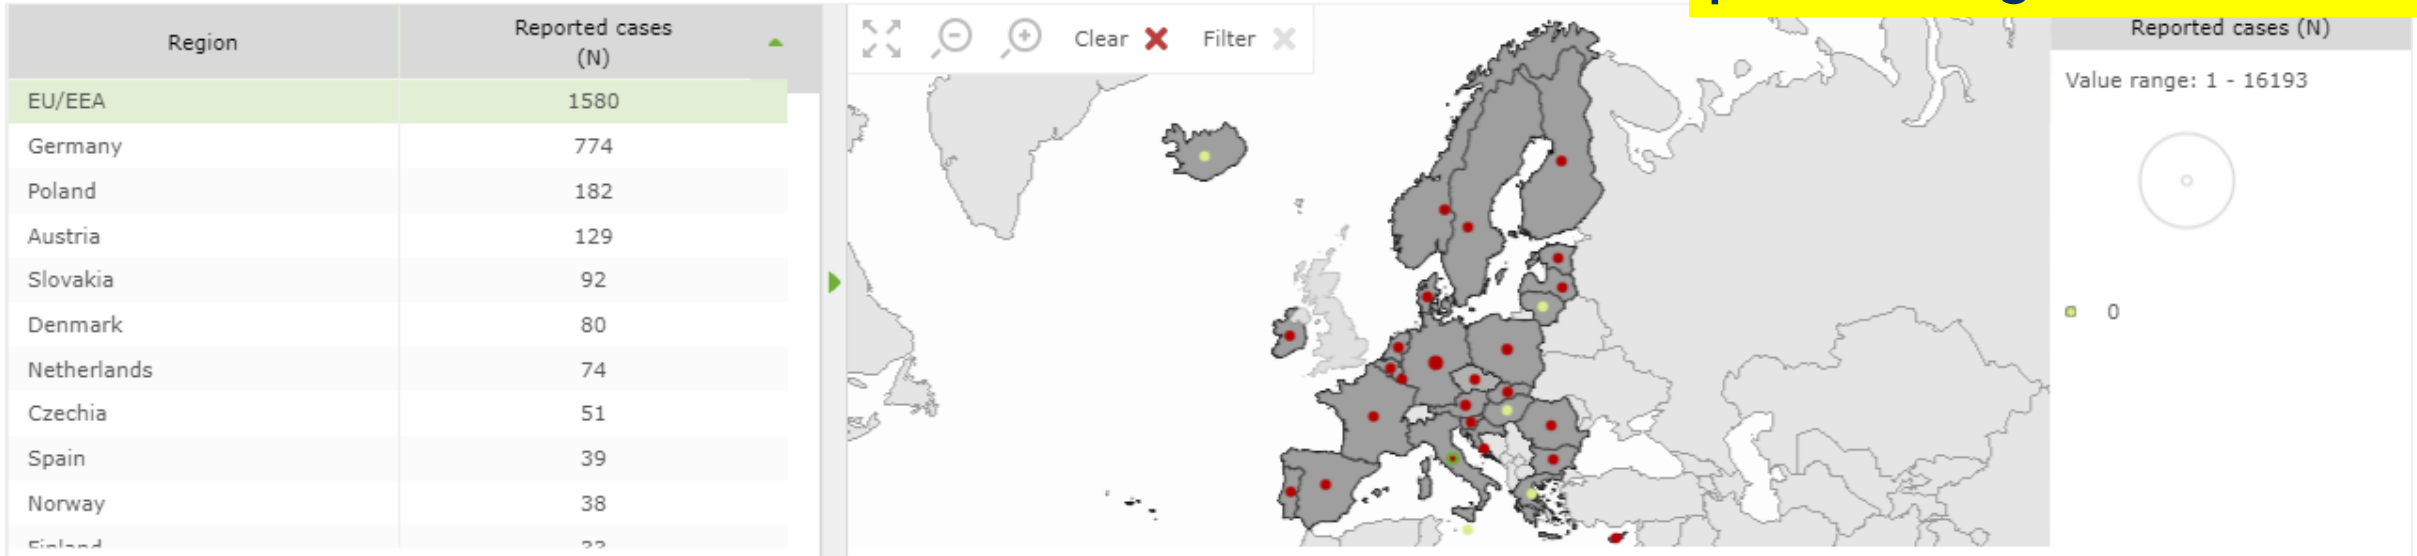 Region
Reported cases
(N)
EU/EEA 1580
Germany 774
Poland 182
Austria 129
Slovakia 92
Denmark 80
Netherlands 74
Czechia 51
Spain 39
Norway 38
Clear Filter
Reported cases (N)
Value range: 1 - 16193
0